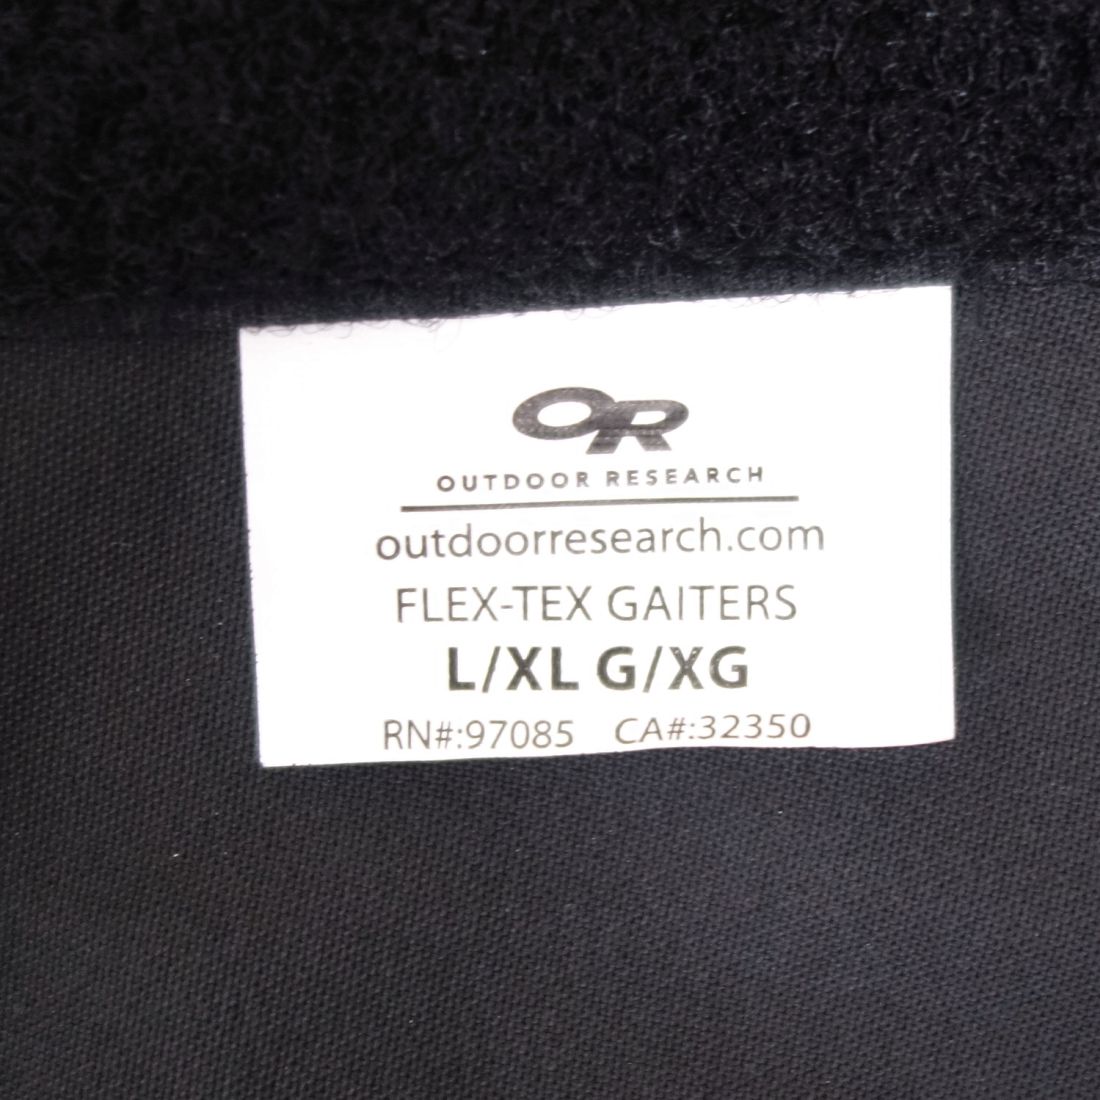 OR
OUTDOOR RESEARCH
outdoorresearch.com
FLEX-TEX GAITERS
L/XL G/XG
RN#:97085 CA#:32350